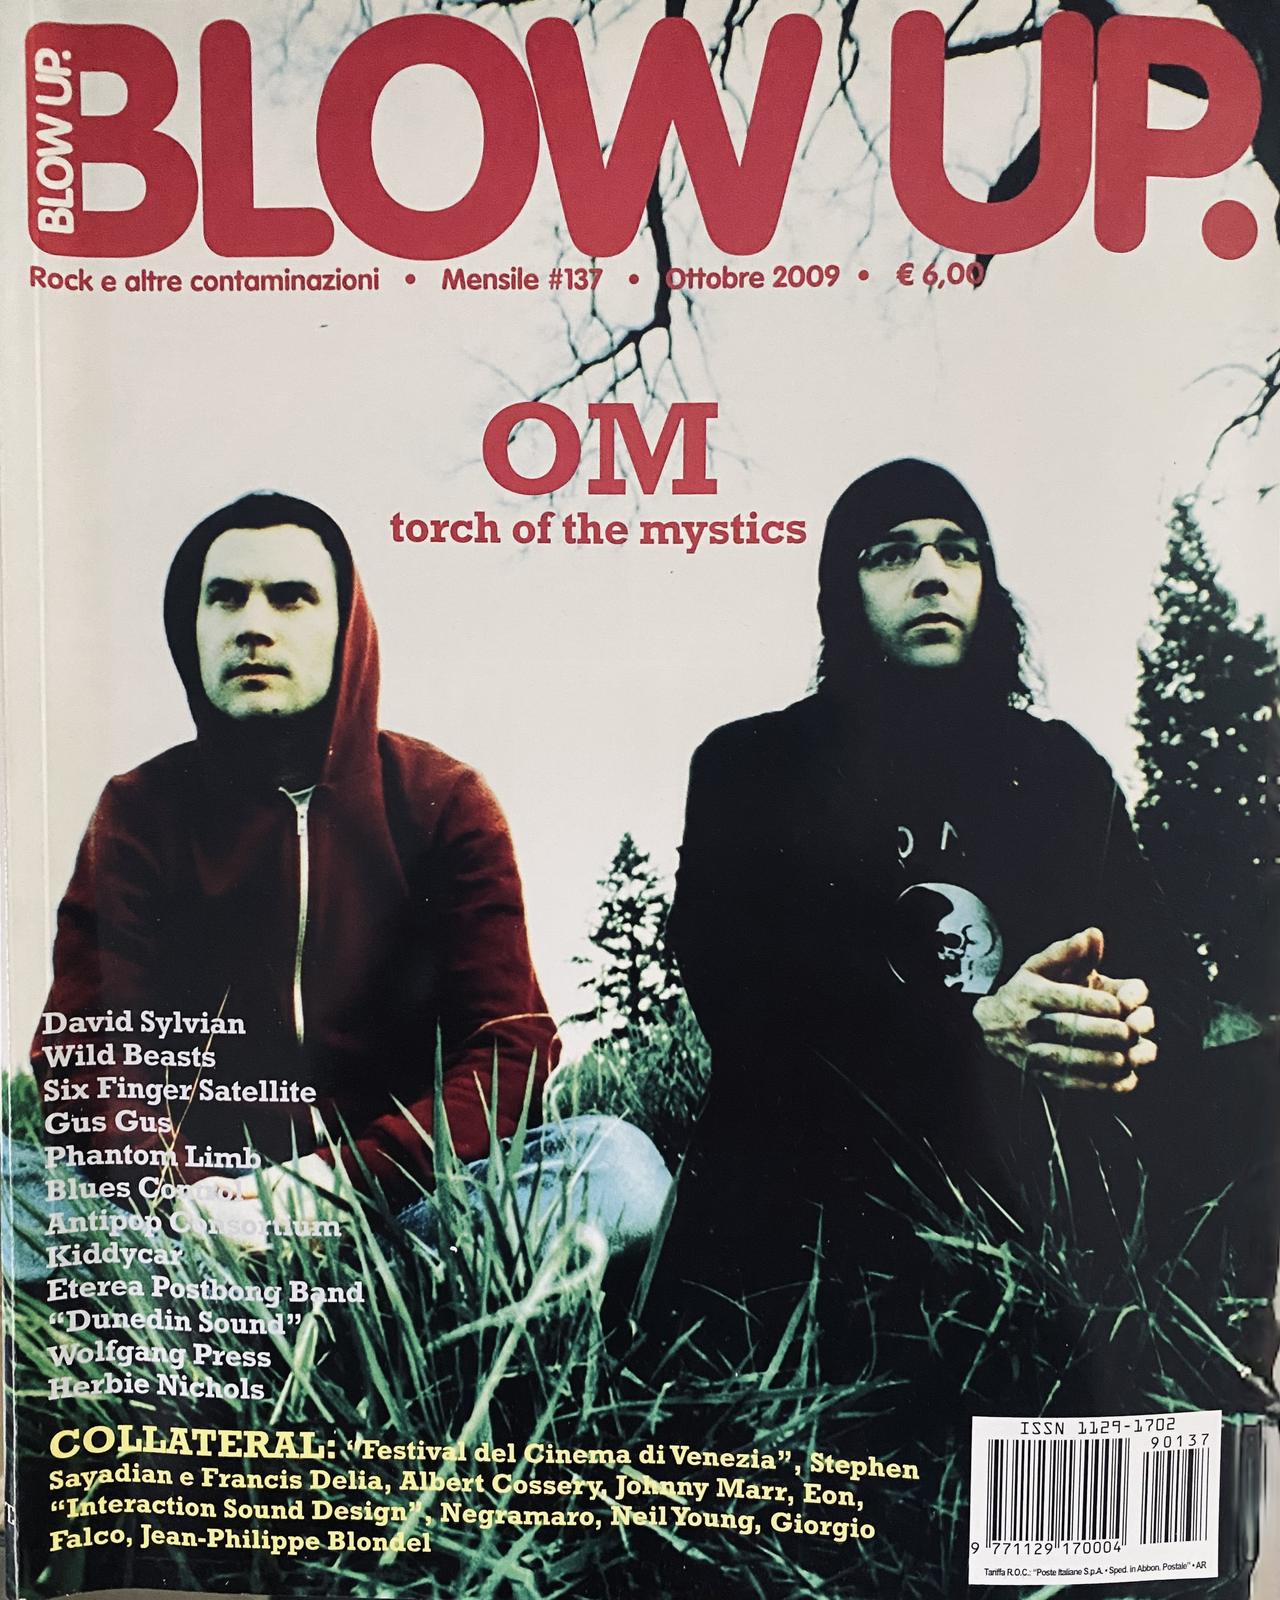 BLOW UP.
BLOW UP.
Rock e altre contaminazioni • Mensile #137 • Ottobre 2009 • € 6,00
OM
torch of the mystics
David Sylvian
Wild Beasts
Six Finger Satellite
Gus Gus
Phantom Limb
Blues Control
Antipop Consortium
Kiddycar
Eterea Postbong Band
“Dunedin Sound”
Wolfgang Press
Herbie Nichols
COLLATERAL: “Festival del Cinema di Venezia”, Stephen
Sayadian e Francis Delia, Albert Cossery, Johnny Marr, Eon,
“Interaction Sound Design”, Negramaro, Neil Young, Giorgio
Falco, Jean-Philippe Blondel
ISSN 1129-1702
90137
9 771129 170004
Tariffa R.O.C.: “Poste Italiane S.p.A. • Sped. in Abbon. Postale” • AR